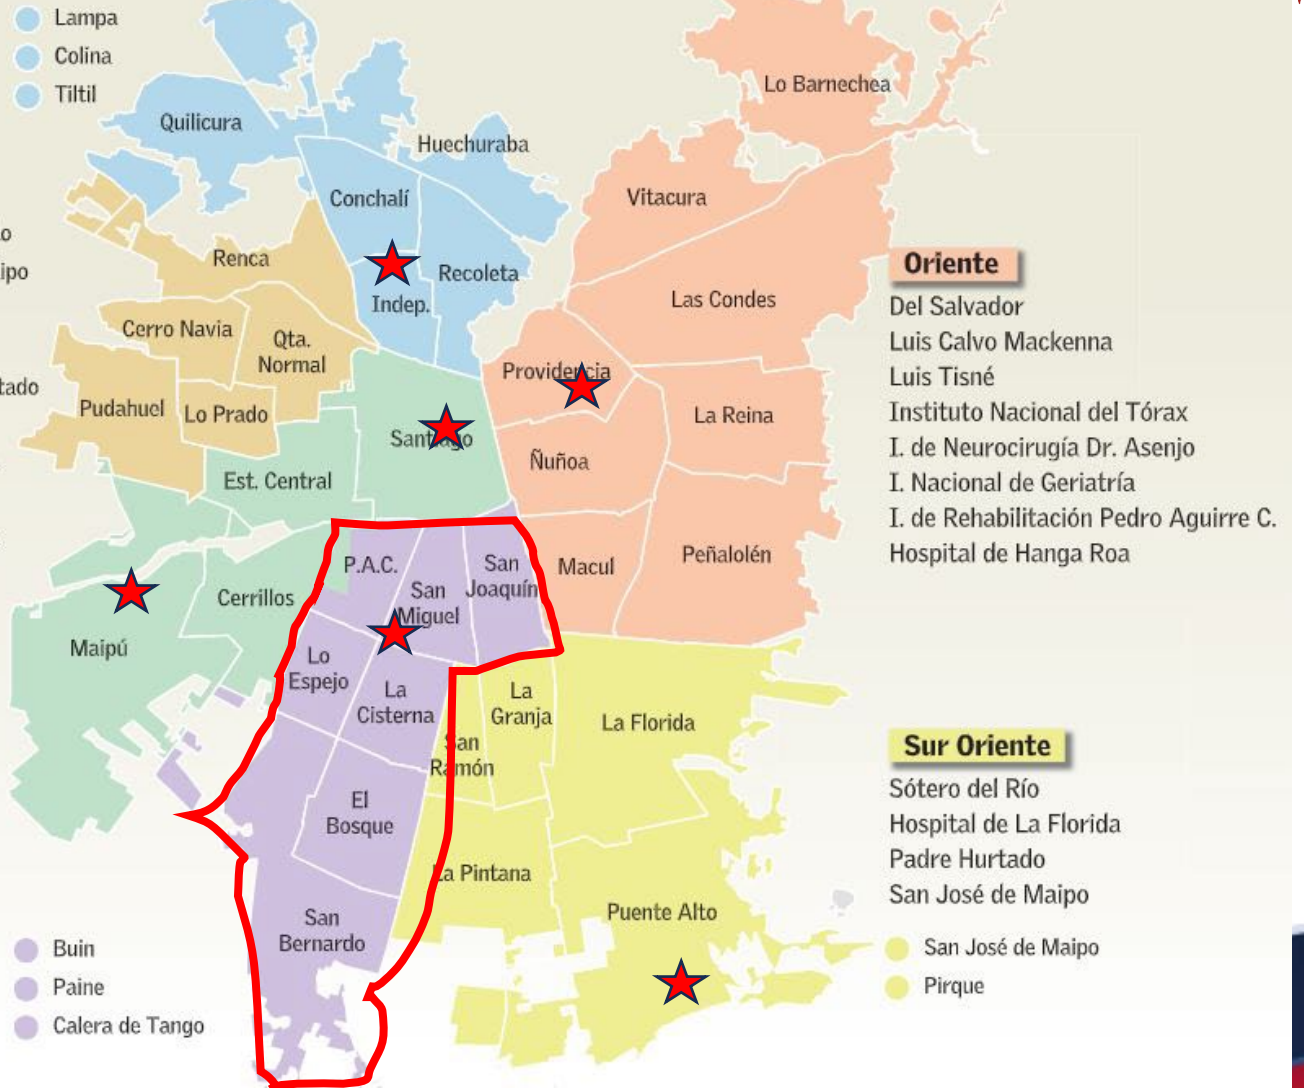 Lampa
Colina
Tiltil
Lo Barnechea
Quilicura
Huechuraba
Conchalí
Vitacura
Renca
Recoleta
Indep.
Las Condes
Cerro Navia
Qta.
Normal
Providencia
Pudahuel
Lo Prado
Santiago
La Reina
Est. Central
Ñuñoa
P.A.C.
San
Miguel
San
Joaquín
Macul
Peñalolén
Cerrillos
Maipú
Lo
Espejo
La
Cisterna
La
Granja
La Florida
San
Ramón
El
Bosque
La Pintana
Puente Alto
San
Bernardo
Buin
Paine
Calera de Tango
Oriente
Del Salvador
Luis Calvo Mackenna
Luis Tisné
Instituto Nacional del Tórax
I. de Neurocirugía Dr. Asenjo
I. Nacional de Geriatría
I. de Rehabilitación Pedro Aguirre C.
Hospital de Hanga Roa
Sur Oriente
Sótero del Río
Hospital de La Florida
Padre Hurtado
San José de Maipo
San José de Maipo
Pirque